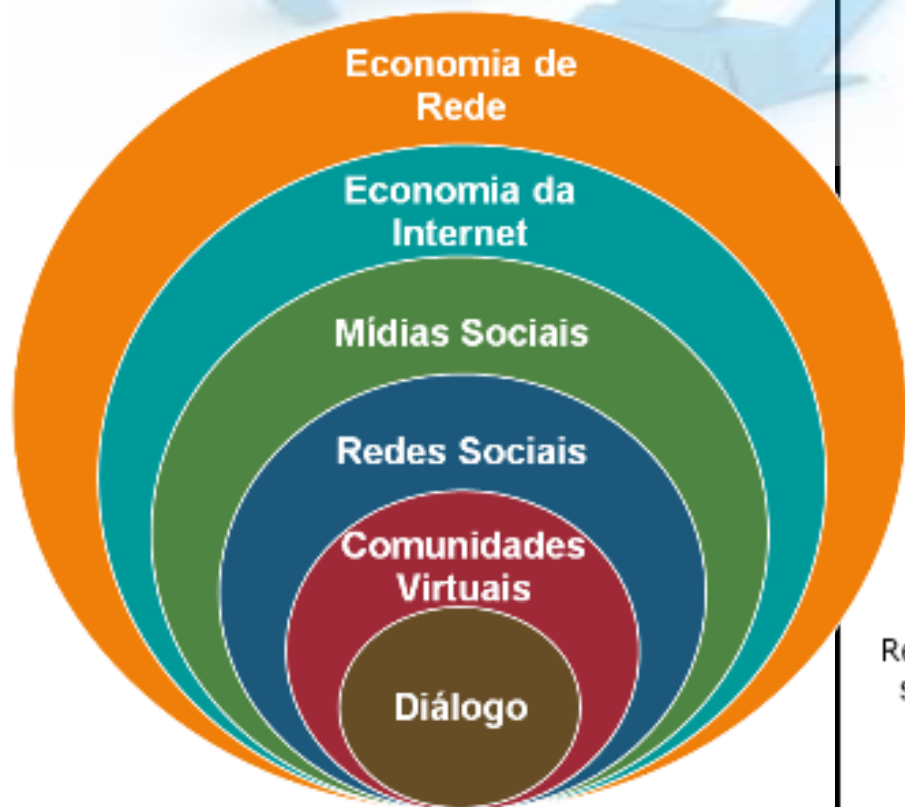 Economia de
Rede
Economia da
Internet
Mídias Sociais
Redes Sociais
Comunidades
Virtuais
Diálogo